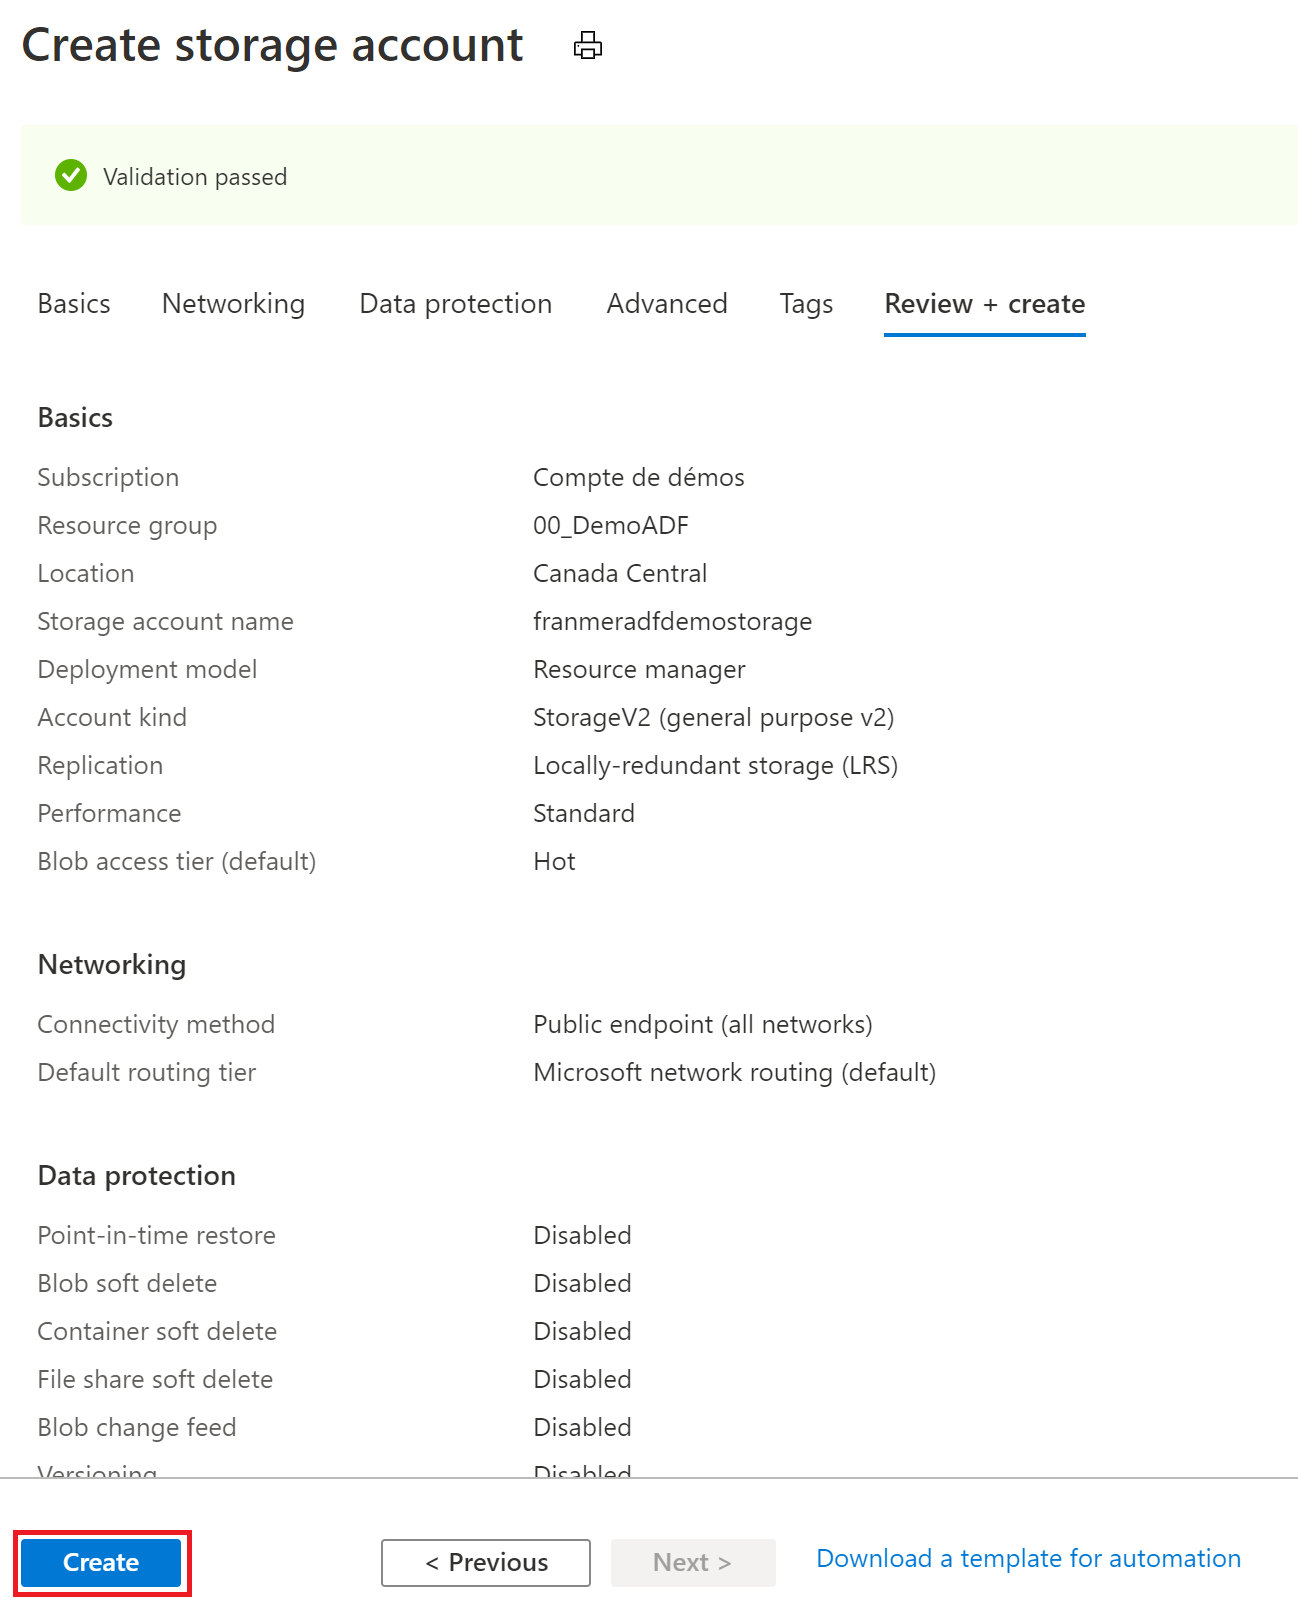 Create storage account
Validation passed
Basics Networking Data protection Advanced Tags Review + create
Basics
Subscription Compte de démos
Resource group 00_DemoADF
Location Canada Central
Storage account name franmeradfdemostorage
Deployment model Resource manager
Account kind StorageV2 (general purpose v2)
Replication Locally-redundant storage (LRS)
Performance Standard
Blob access tier (default) Hot
Networking
Connectivity method Public endpoint (all networks)
Default routing tier Microsoft network routing (default)
Data protection
Point-in-time restore Disabled
Blob soft delete Disabled
Container soft delete Disabled
File share soft delete Disabled
Blob change feed Disabled
Versioning Disabled
Create < Previous Next > Download a template for automation